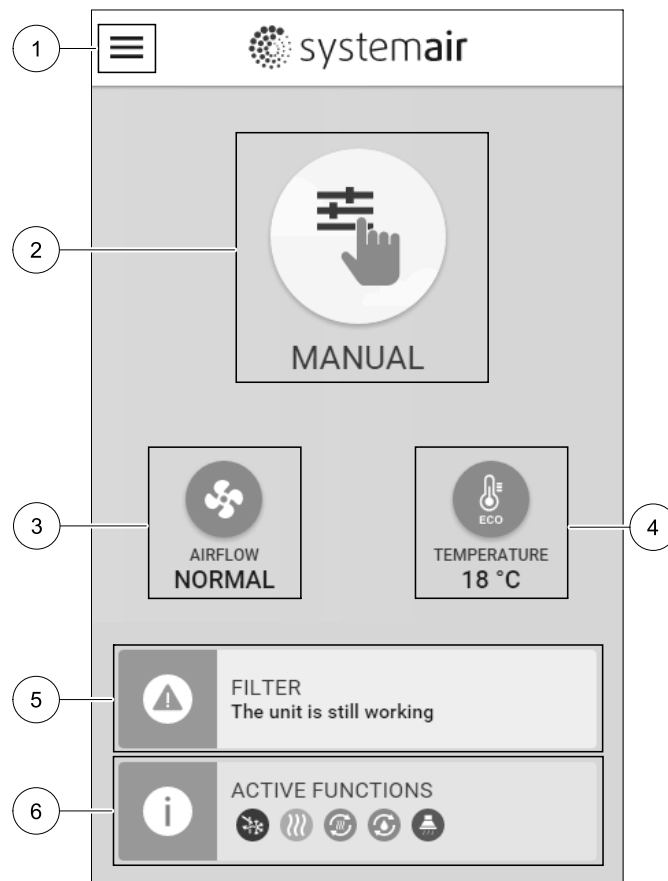 1
systemair
2
MANUAL
3
AIRFLOW
NORMAL
ECO
TEMPERATURE
18 °C
4
5
FILTER
The unit is still working
6
ACTIVE FUNCTIONS